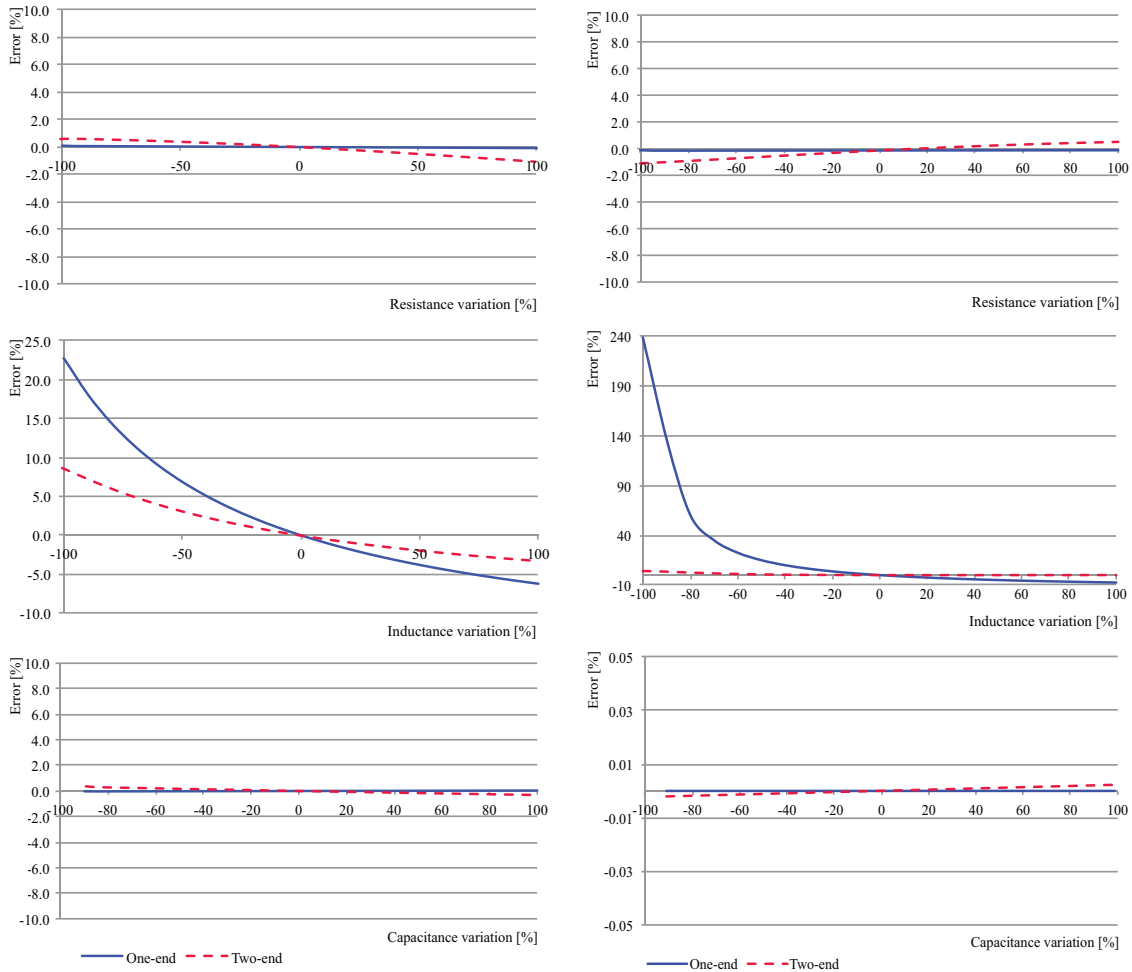 Error [%]
10.0
8.0
6.0
4.0
2.0
0.0
-2.0
-4.0
-6.0
-8.0
-10.0
-100 -50 0 50 100
Resistance variation [%]
Error [%]
10.0
8.0
6.0
4.0
2.0
0.0
-2.0
-4.0
-6.0
-8.0
-10.0
-100 -80 -60 -40 -20 0 20 40 60 80 100
Resistance variation [%]
Error [%]
25.0
20.0
15.0
10.0
5.0
0.0
-5.0
-10.0
-100 -50 0 50 100
Inductance variation [%]
Error [%]
240
190
140
90
40
-10
-100 -80 -60 -40 -20 0 20 40 60 80 100
Inductance variation [%]
Error [%]
10.0
8.0
6.0
4.0
2.0
0.0
-2.0
-4.0
-6.0
-8.0
-10.0
-100 -80 -60 -40 -20 0 20 40 60 80 100
Capacitance variation [%]
One-end Two-end
Error [%]
0.05
0.03
0.01
-0.01
-0.03
-0.05
-100 -80 -60 -40 -20 0 20 40 60 80 100
Capacitance variation [%]
One-end Two-end